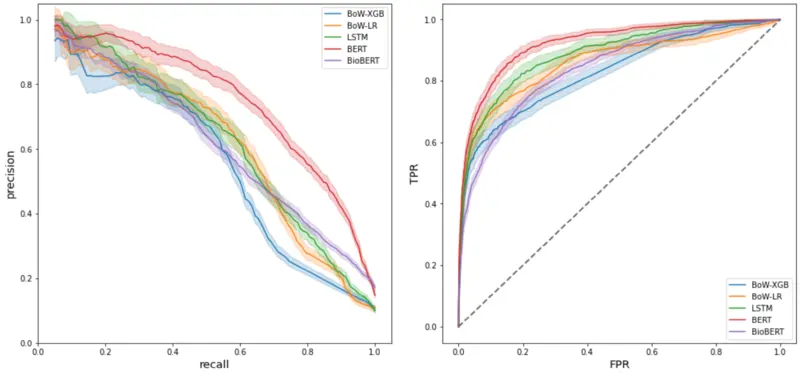 1.0
0.8
0.6
0.4
0.2
0.0
precision
0.0 0.2 0.4 0.6 0.8 1.0
recall
BoW-XGB
BoW-LR
LSTM
BERT
BioBERT
1.0
0.8
0.6
0.4
0.2
0.0
TPR
0.0 0.2 0.4 0.6 0.8 1.0
FPR
BoW-XGB
BoW-LR
LSTM
BERT
BioBERT